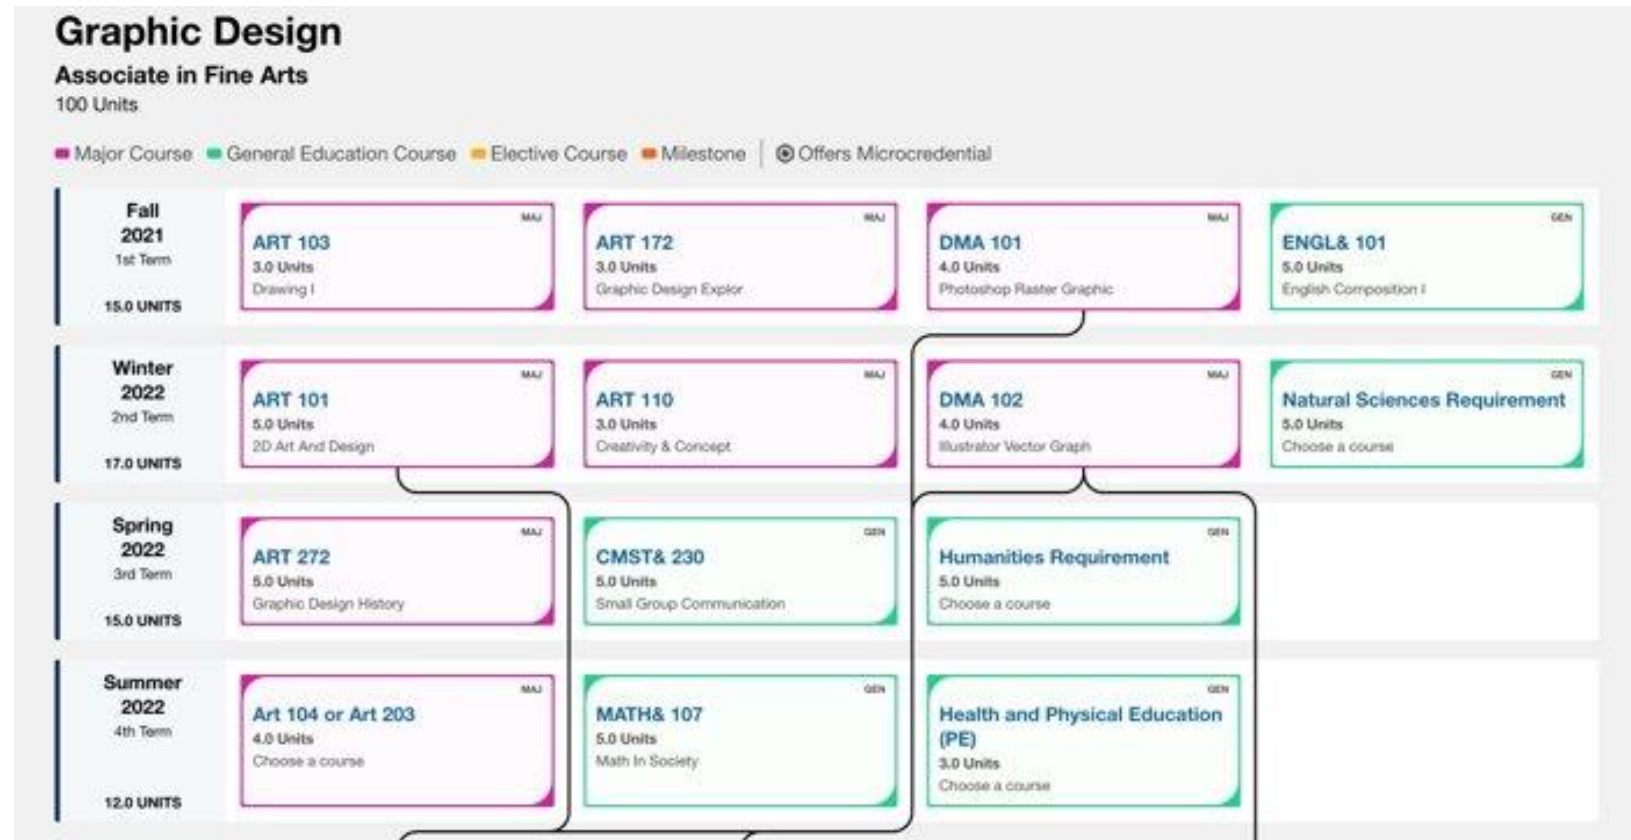 Graphic Design
Associate in Fine Arts
100 Units
Major Course General Education Course Elective Course Milestone Offers Microcredential
Fall
2021
1st Term
15.0 UNITS
MAJ
ART 103
3.0 Units
Drawing I
MAJ
ART 172
3.0 Units
Graphic Design Explor
MAJ
DMA 101
4.0 Units
Photoshop Raster Graphic
GEN
ENGL& 101
5.0 Units
English Composition I
Winter
2022
2nd Term
17.0 UNITS
MAJ
ART 101
5.0 Units
2D Art And Design
MAJ
ART 110
3.0 Units
Creativity & Concept
MAJ
DMA 102
4.0 Units
Illustrator Vector Graph
GEN
Natural Sciences Requirement
5.0 Units
Choose a course
Spring
2022
3rd Term
15.0 UNITS
MAJ
ART 272
5.0 Units
Graphic Design History
GEN
CMST& 230
5.0 Units
Small Group Communication
GEN
Humanities Requirement
5.0 Units
Choose a course
Summer
2022
4th Term
12.0 UNITS
MAJ
Art 104 or Art 203
4.0 Units
Choose a course
GEN
MATH& 107
5.0 Units
Math In Society
GEN
Health and Physical Education
(PE)
3.0 Units
Choose a course